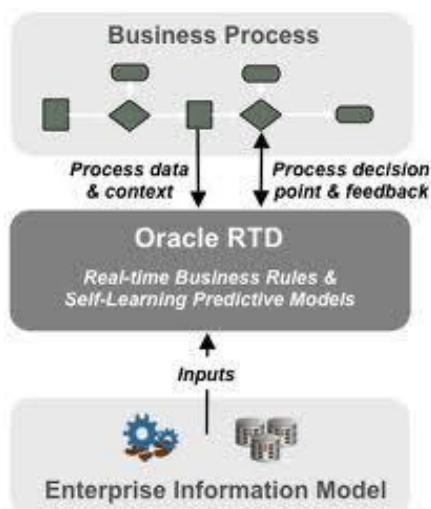 Business Process
Process data
& context
Process decision
point & feedback
Oracle RTD
Real-time Business Rules &
Self-Learning Predictive Models
Inputs
Enterprise Information Model